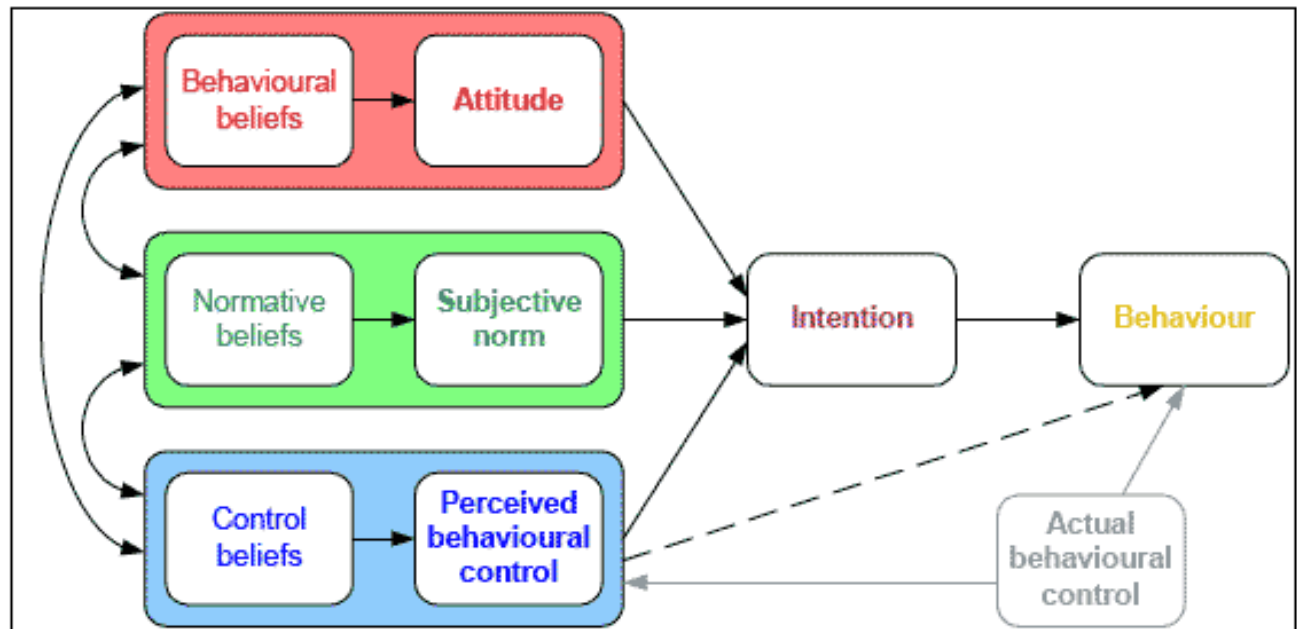 Behavioural
beliefs
Attitude
Normative
beliefs
Subjective
norm
Intention
Behaviour
Control
beliefs
Perceived
behavioural
control
Actual
behavioural
control